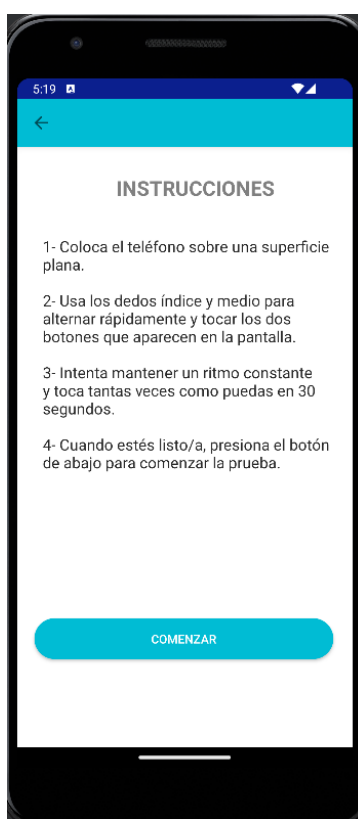 5:19
INSTRUCCIONES
1- Coloca el teléfono sobre una superficie
plana.
2- Usa los dedos índice y medio para
alternar rápidamente y tocar los dos
botones que aparecen en la pantalla.
3- Intenta mantener un ritmo constante
y toca tantas veces como puedas en 30
segundos.
4- Cuando estés listo/a, presiona el botón
de abajo para comenzar la prueba.
COMENZAR